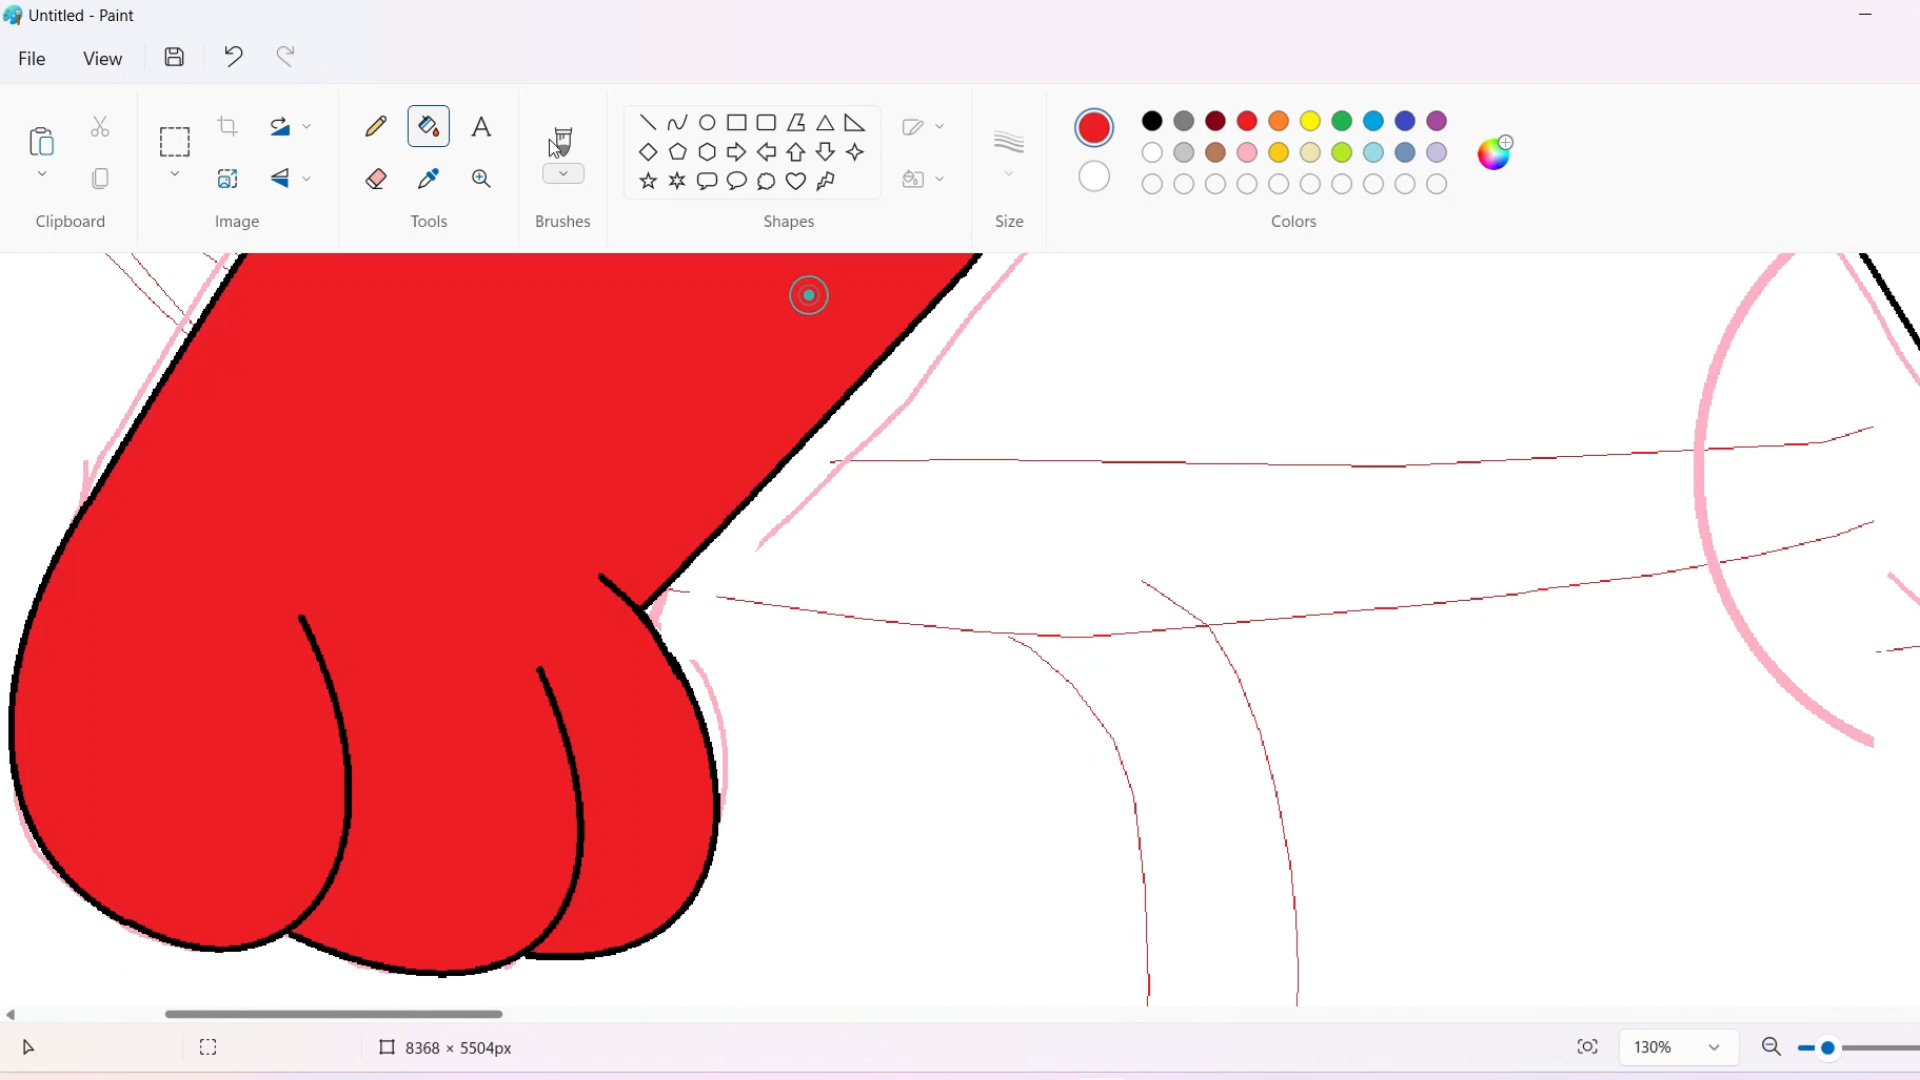 Untitled - Paint
File View
Clipboard Image Tools Brushes Shapes Size Colors
8368 × 5504px 130%